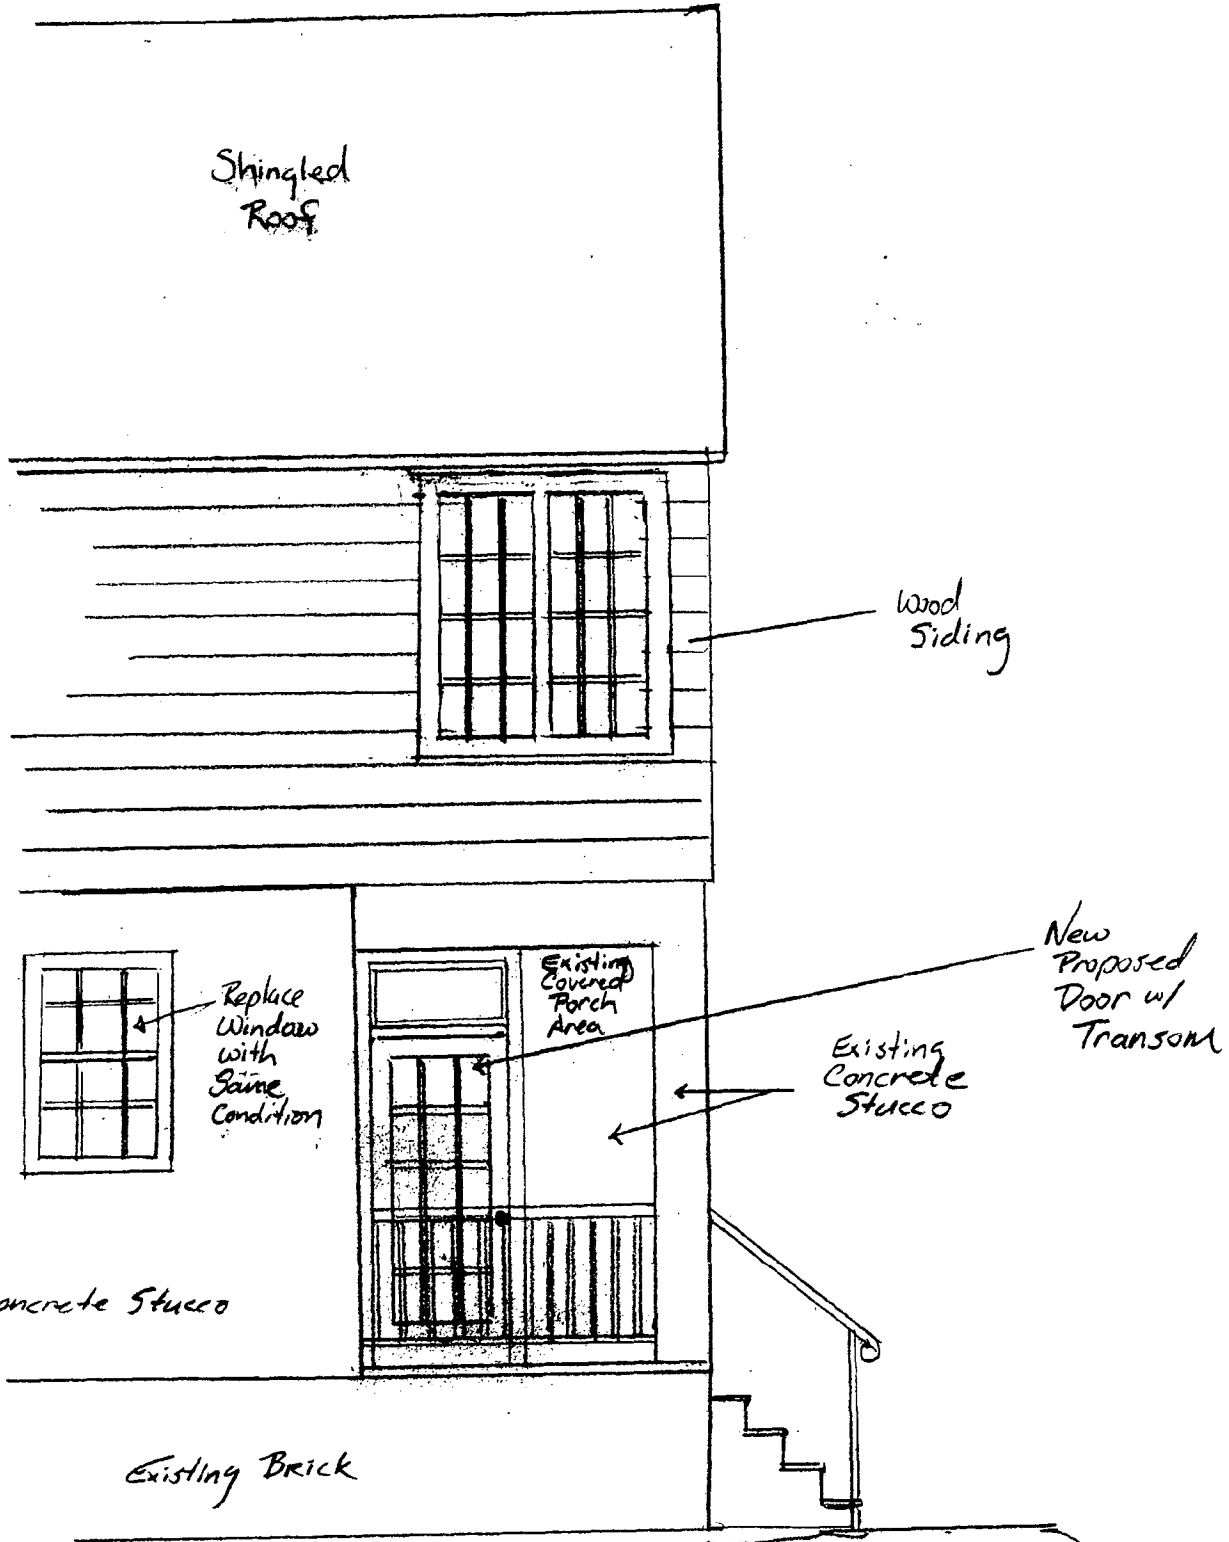 Shingled
Roof
Wood
Siding
New
Proposed
Door w/
Transom
Existing
Covered
Porch
Area
Replace
Window
with
Same
Condition
Existing
Concrete
Stucco
oncrete Stucco
Existing Brick